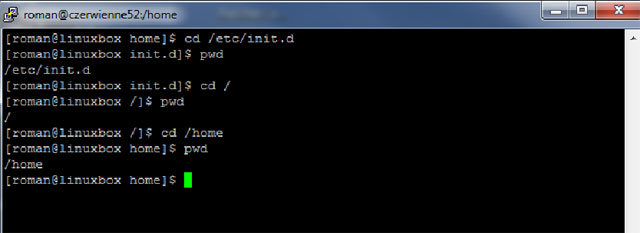 roman@czerwienne52:/home
[roman@linuxbox home]$ cd /etc/init.d
[roman@linuxbox init.d]$ pwd
/etc/init.d
[roman@linuxbox init.d]$ cd /
[roman@linuxbox /]$ pwd
/
[roman@linuxbox /]$ cd /home
[roman@linuxbox home]$ pwd
/home
[roman@linuxbox home]$